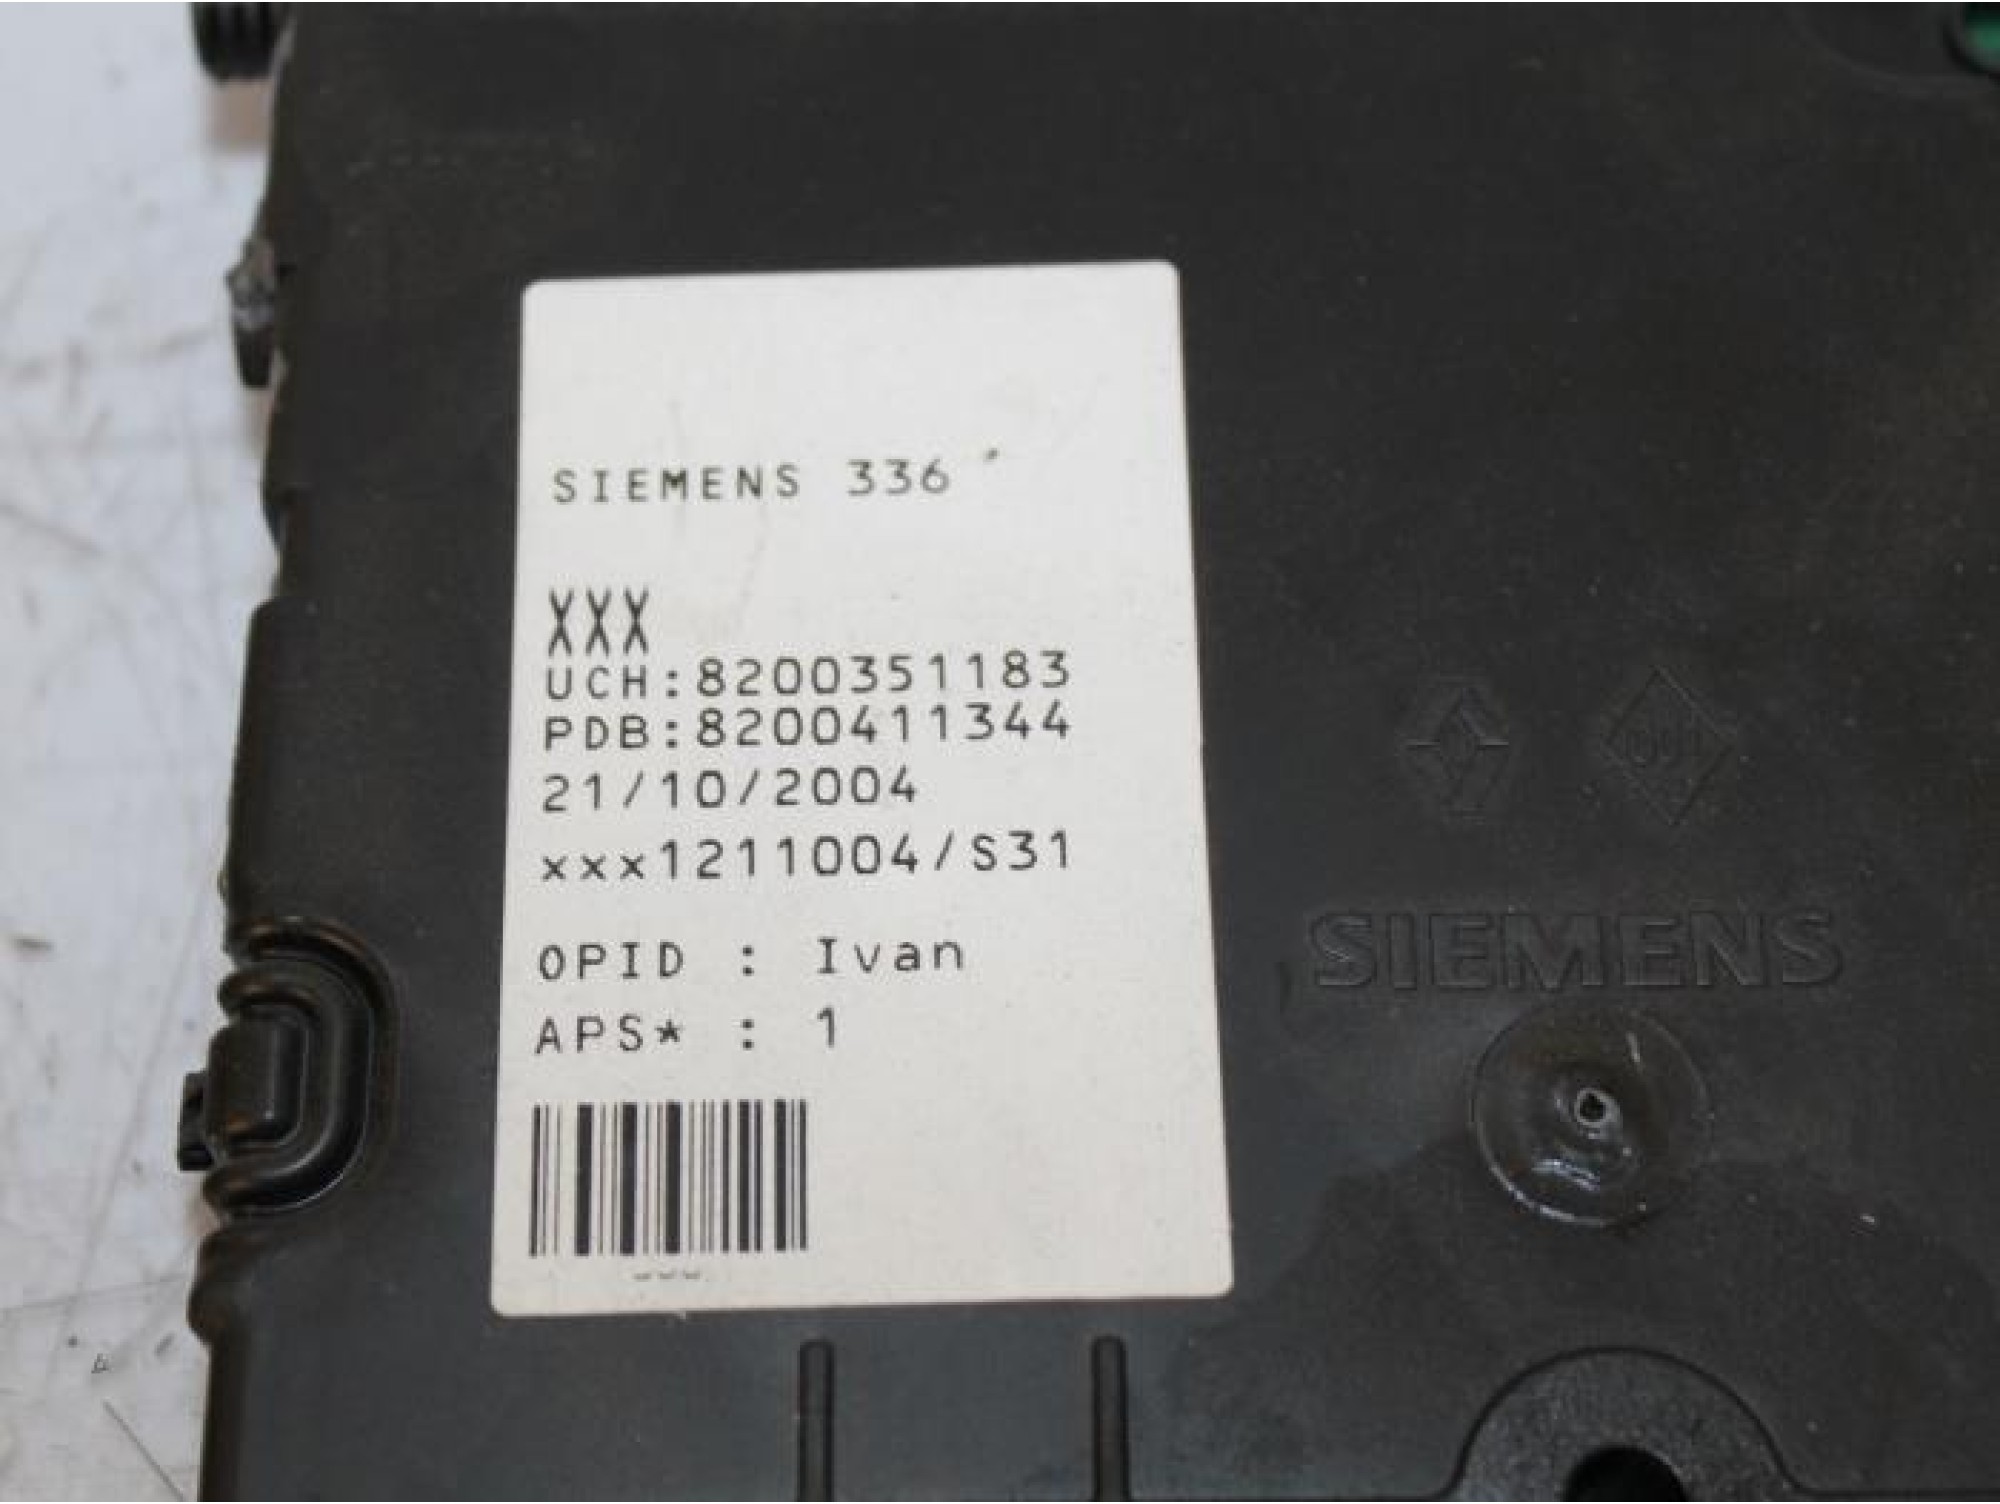 SIEMENS 336
XXX
UCH:8200351183
PDB:8200411344
21/10/2004
xxx1211004/S31
OPID : Ivan
APS* : 1
SIEMENS